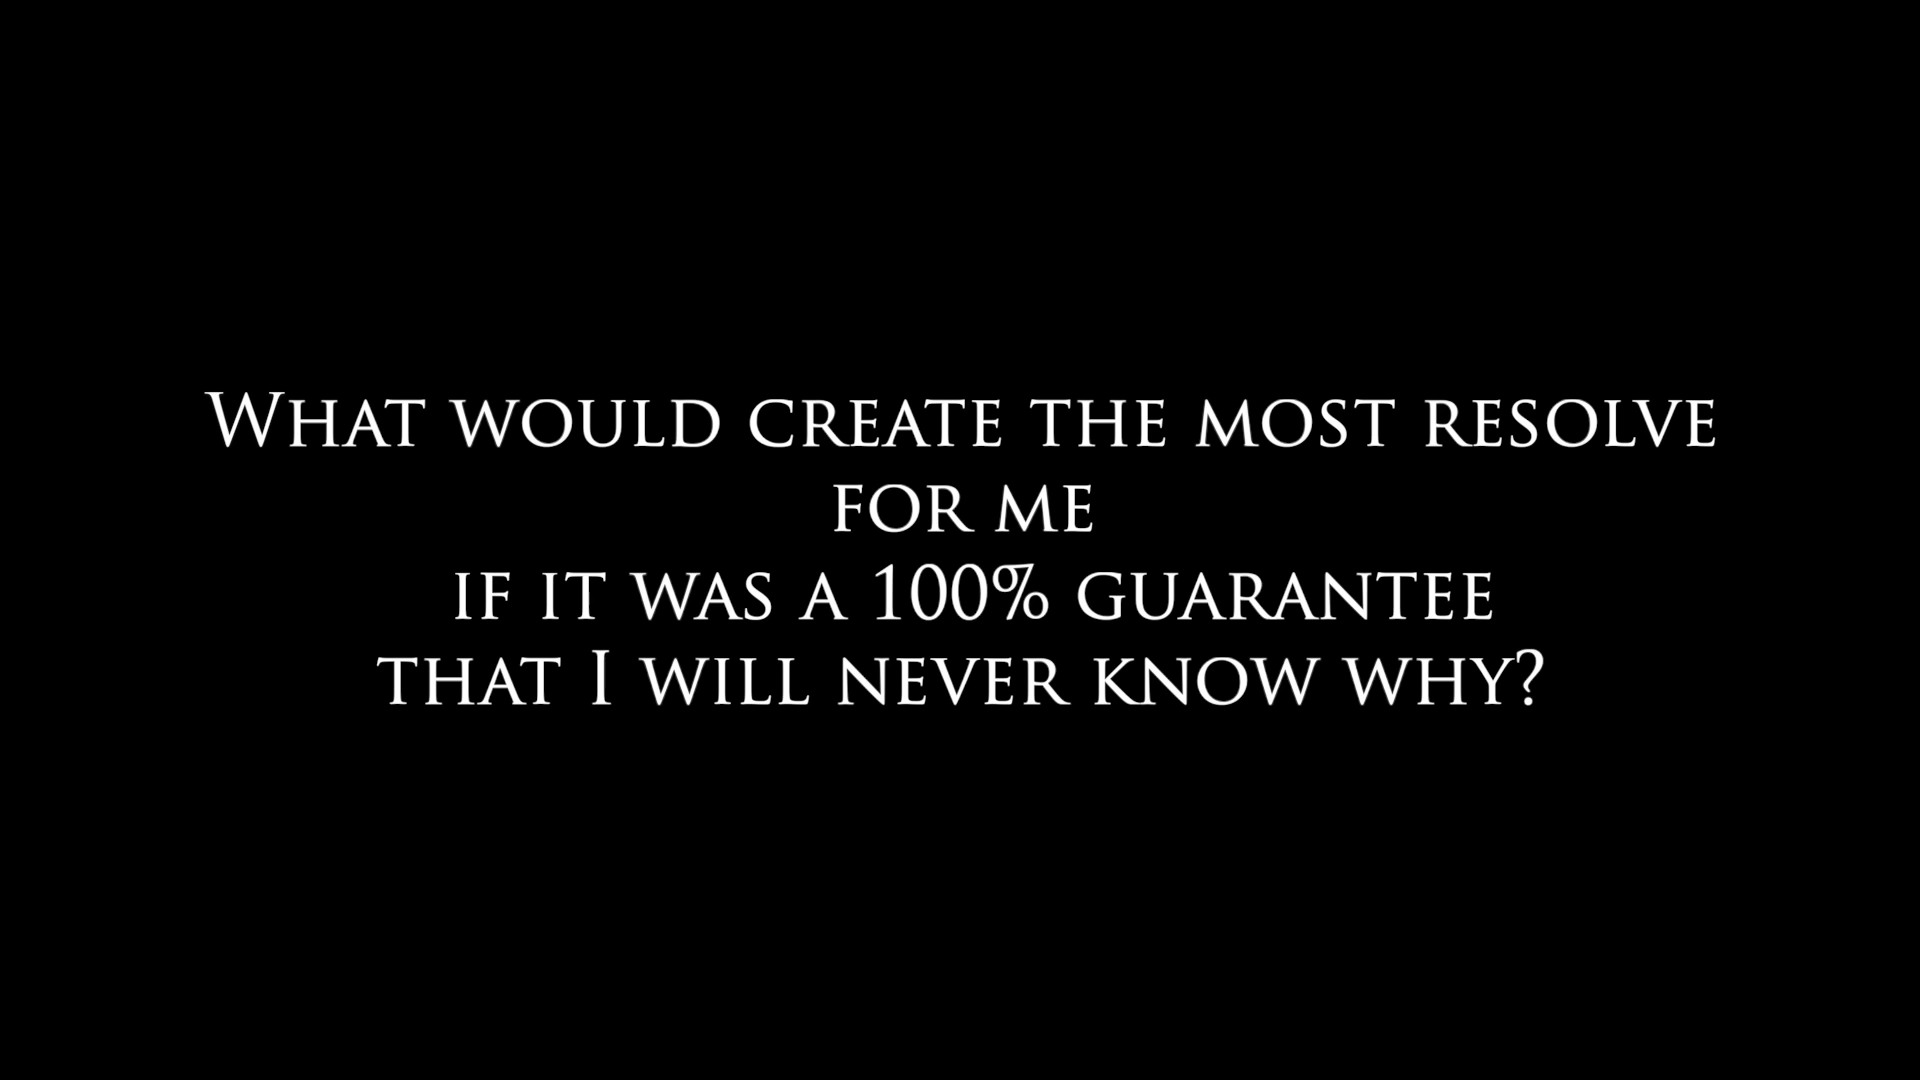 What would create the most resolve
for me
if it was a 100% guarantee
that I will never know why?